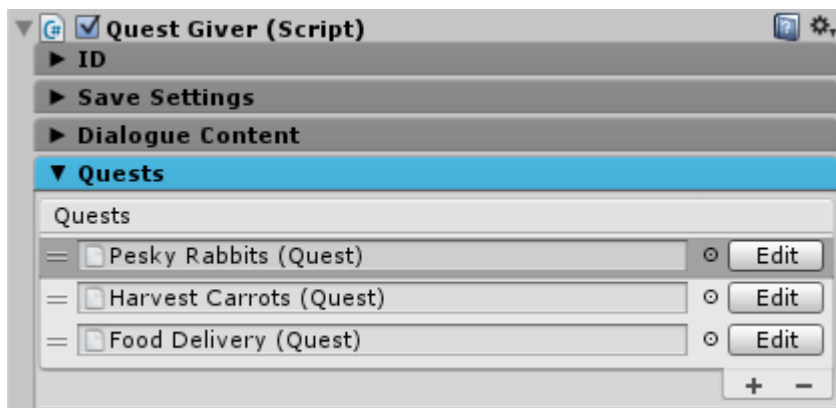 Quest Giver (Script)
ID
Save Settings
Dialogue Content
Quests
Quests
Pesky Rabbits (Quest) Edit
Harvest Carrots (Quest) Edit
Food Delivery (Quest) Edit
+ −